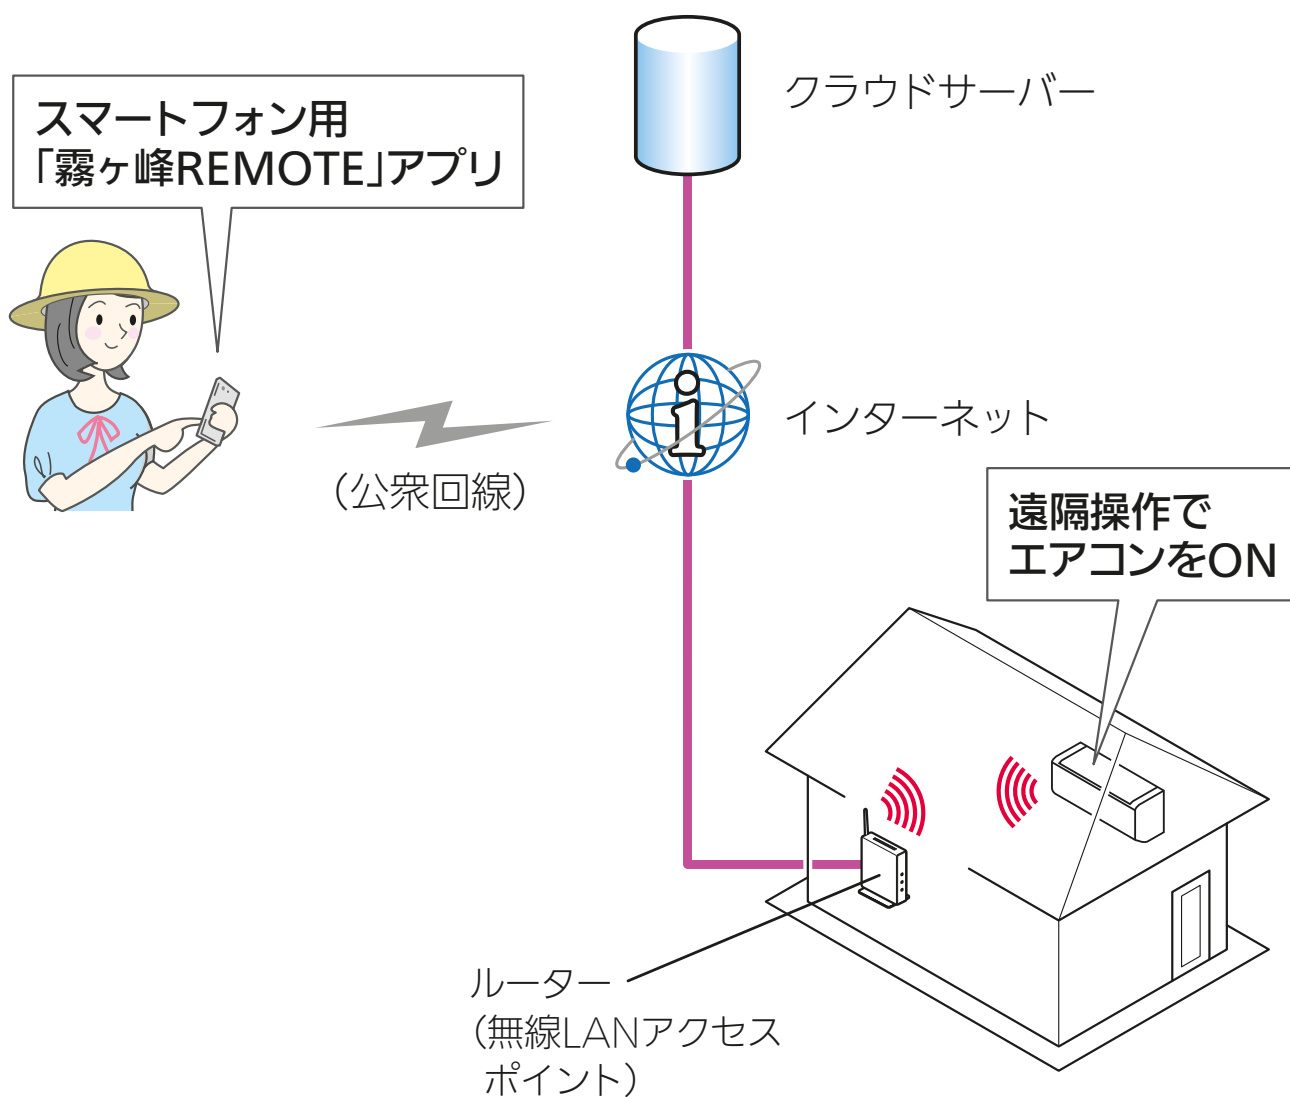 クラウドサーバー
スマートフォン用
「霧ヶ峰REMOTE」アプリ
インターネット
（公衆回線）
遠隔操作で
エアコンをON
ルーター
（無線LANアクセス
ポイント）